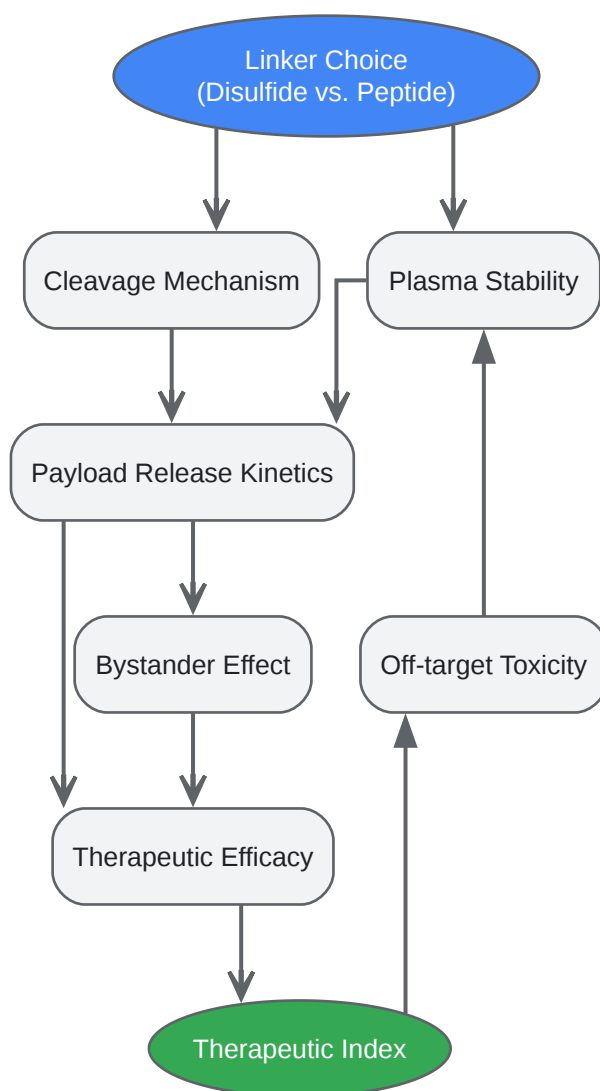 Linker Choice
(Disulfide vs. Peptide)
Cleavage Mechanism
Plasma Stability
Payload Release Kinetics
Bystander Effect
Off-target Toxicity
Therapeutic Efficacy
Therapeutic Index